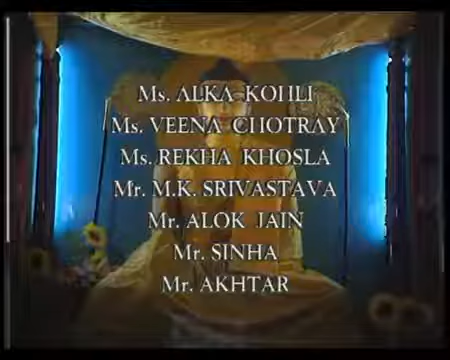 Ms. ALKA KOHLI
Ms. VEENA CHOTRAY
Ms. REKHA KHOSLA
Mr. M.K. SRIVASTAVA
Mr. ALOK JAIN
Mr. SINHA
Mr. AKHTAR